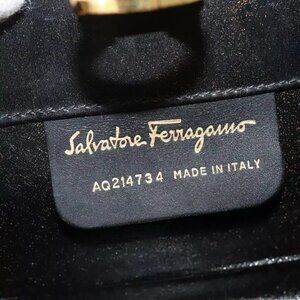 Salvatore Ferragamo
AQ214734 MADE IN ITALY